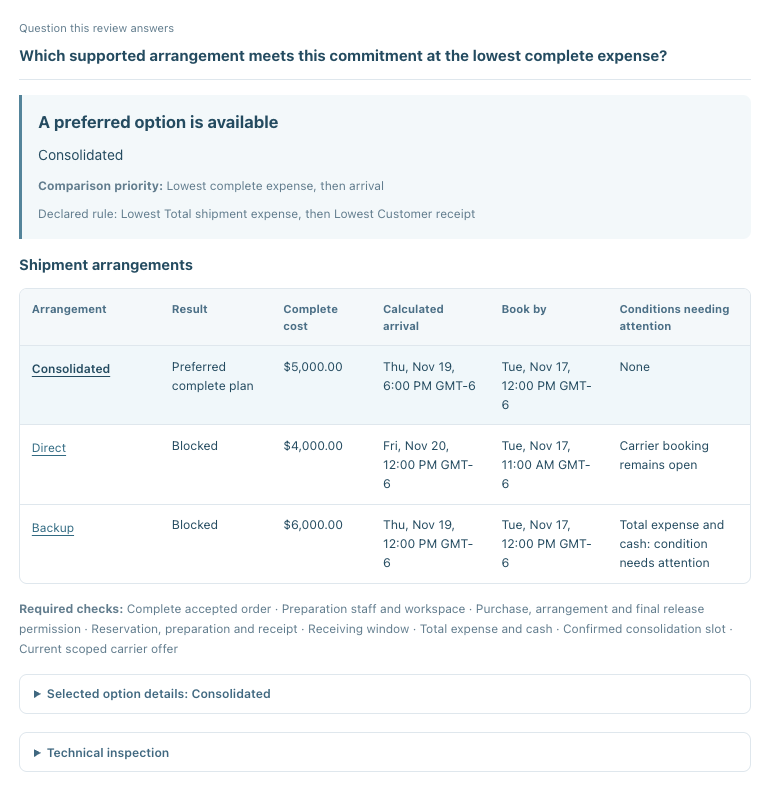 Question this review answers
Which supported arrangement meets this commitment at the lowest complete expense?
A preferred option is available
Consolidated
Comparison priority: Lowest complete expense, then arrival
Declared rule: Lowest Total shipment expense, then Lowest Customer receipt
Shipment arrangements
Arrangement
Result
Complete
cost
Calculated
arrival
Book by
Conditions needing
attention
Consolidated
Preferred
complete plan
$5,000.00
Thu, Nov 19,
6:00 PM GMT-6
Tue, Nov 17,
12:00 PM GMT-
6
None
Direct
Blocked
$4,000.00
Fri, Nov 20,
12:00 PM GMT-
6
Tue, Nov 17,
11:00 AM GMT-
6
Carrier booking
remains open
Backup
Blocked
$6,000.00
Thu, Nov 19,
12:00 PM GMT-
6
Tue, Nov 17,
12:00 PM GMT-
6
Total expense and
cash: condition
needs attention
Required checks: Complete accepted order · Preparation staff and workspace · Purchase, arrangement and final release
permission · Reservation, preparation and receipt · Receiving window · Total expense and cash · Confirmed consolidation slot ·
Current scoped carrier offer
▶ Selected option details: Consolidated
▶ Technical inspection